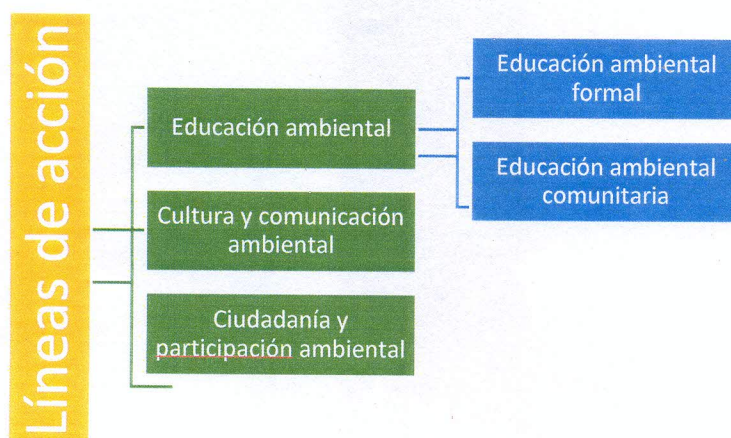 Líneas de acción
Educación ambiental
Cultura y comunicación
ambiental
Ciudadanía y
participación ambiental
Educación ambiental
formal
Educación ambiental
comunitaria